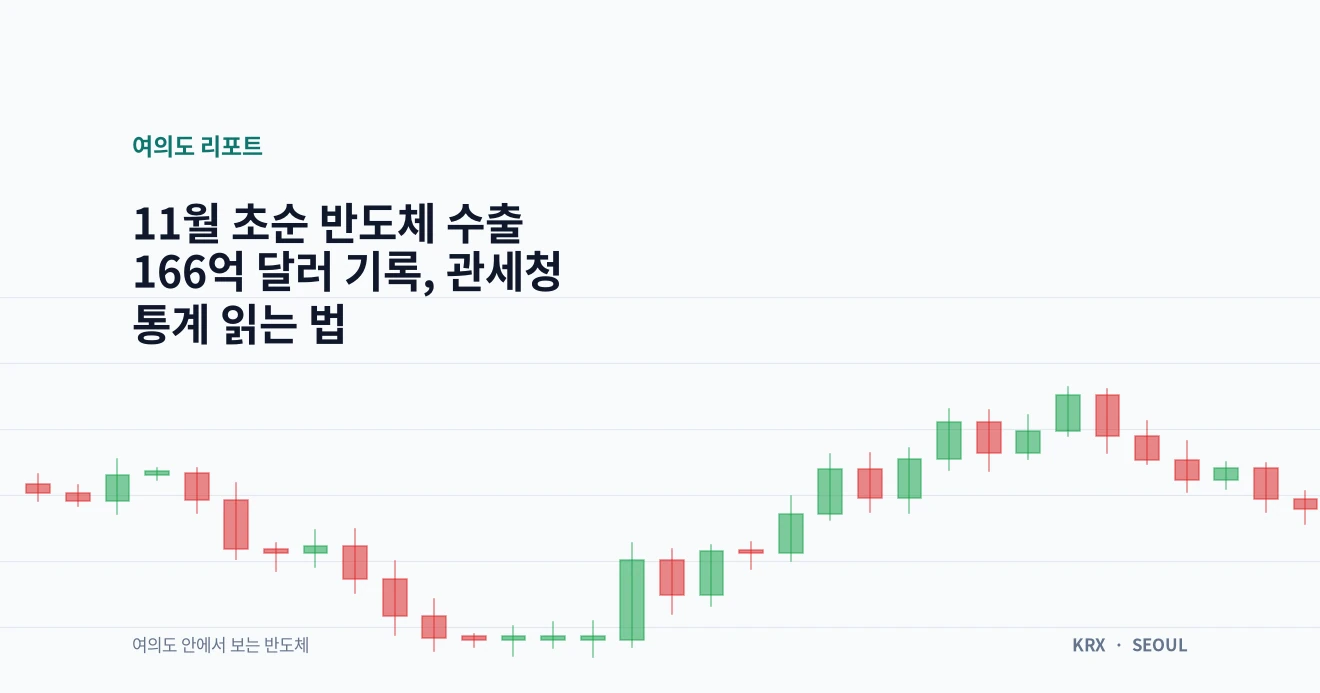 여의도 리포트
11월 초순 반도체 수출
166억 달러 기록, 관세청
통계 읽는 법
여의도 안에서 보는 반도체
KRX · SEOUL